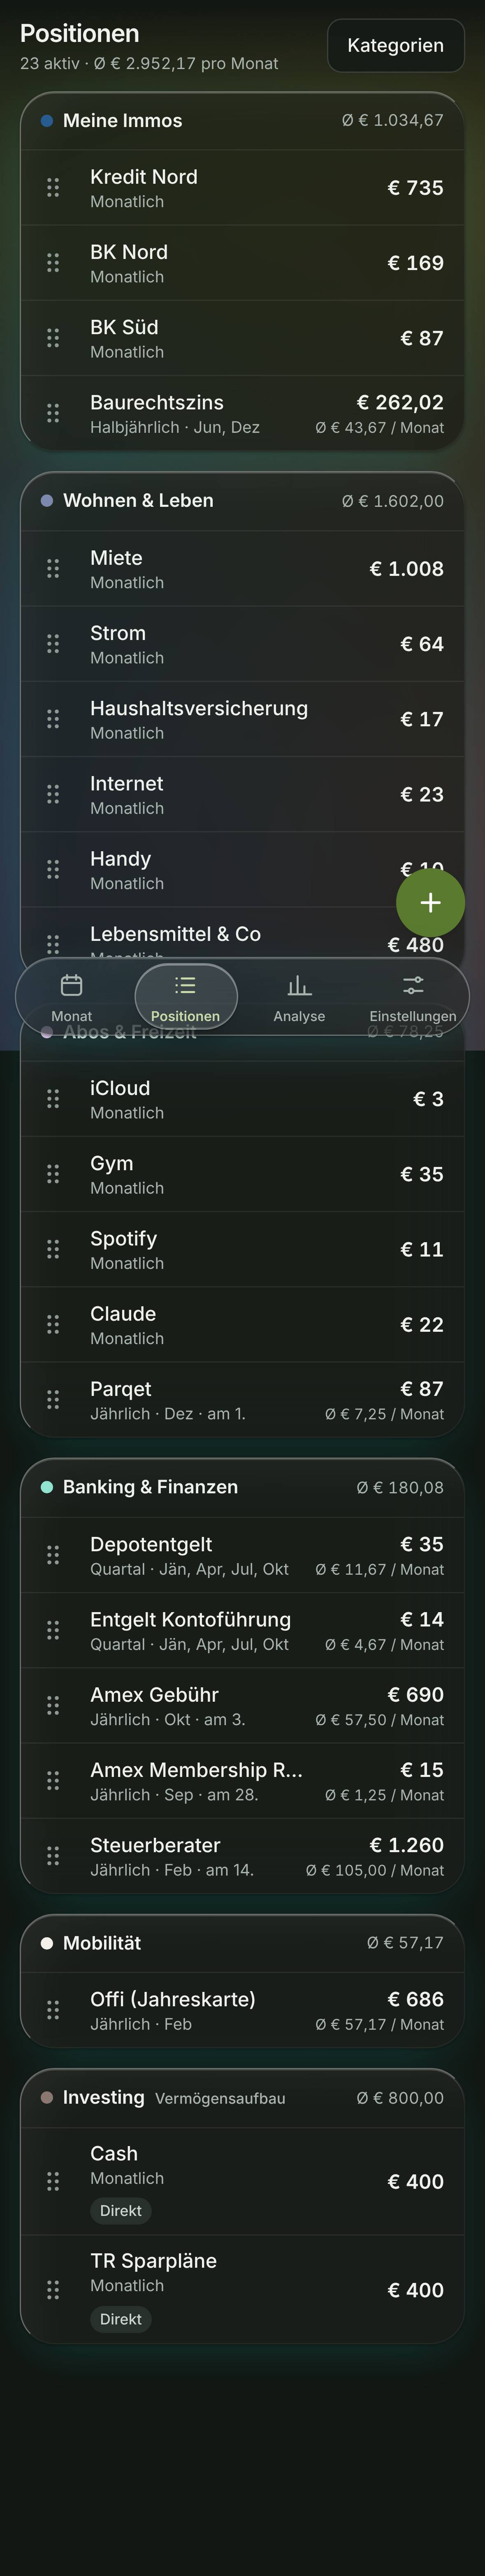 Positionen
23 aktiv · Ø € 2.952,17 pro Monat
Kategorien
Meine Immos
Ø € 1.034,67
Kredit Nord
Monatlich
€ 735
BK Nord
Monatlich
€ 169
BK Süd
Monatlich
€ 87
Baurechtszins
€ 262,02
Halbjährlich · Jun, Dez
Ø € 43,67 / Monat
Wohnen & Leben
Ø € 1.602,00
Miete
Monatlich
€ 1.008
Strom
Monatlich
€ 64
Haushaltsversicherung
Monatlich
€ 17
Internet
Monatlich
€ 23
Handy
Monatlich
€ 10
Lebensmittel & Co
Monatlich
€ 480
Monat
Positionen
Analyse
Einstellungen
Abos & Freizeit
Ø € 78,25
iCloud
Monatlich
€ 3
Gym
Monatlich
€ 35
Spotify
Monatlich
€ 11
Claude
Monatlich
€ 22
Parqet
€ 87
Jährlich · Dez · am 1.
Ø € 7,25 / Monat
Banking & Finanzen
Ø € 180,08
Depotentgelt
€ 35
Quartal · Jän, Apr, Jul, Okt
Ø € 11,67 / Monat
Entgelt Kontoführung
€ 14
Quartal · Jän, Apr, Jul, Okt
Ø € 4,67 / Monat
Amex Gebühr
€ 690
Jährlich · Okt · am 3.
Ø € 57,50 / Monat
Amex Membership R...
€ 15
Jährlich · Sep · am 28.
Ø € 1,25 / Monat
Steuerberater
€ 1.260
Jährlich · Feb · am 14.
Ø € 105,00 / Monat
Mobilität
Ø € 57,17
Offi (Jahreskarte)
€ 686
Jährlich · Feb
Ø € 57,17 / Monat
Investing Vermögensaufbau
Ø € 800,00
Cash
Monatlich
€ 400
Direkt
TR Sparpläne
Monatlich
€ 400
Direkt